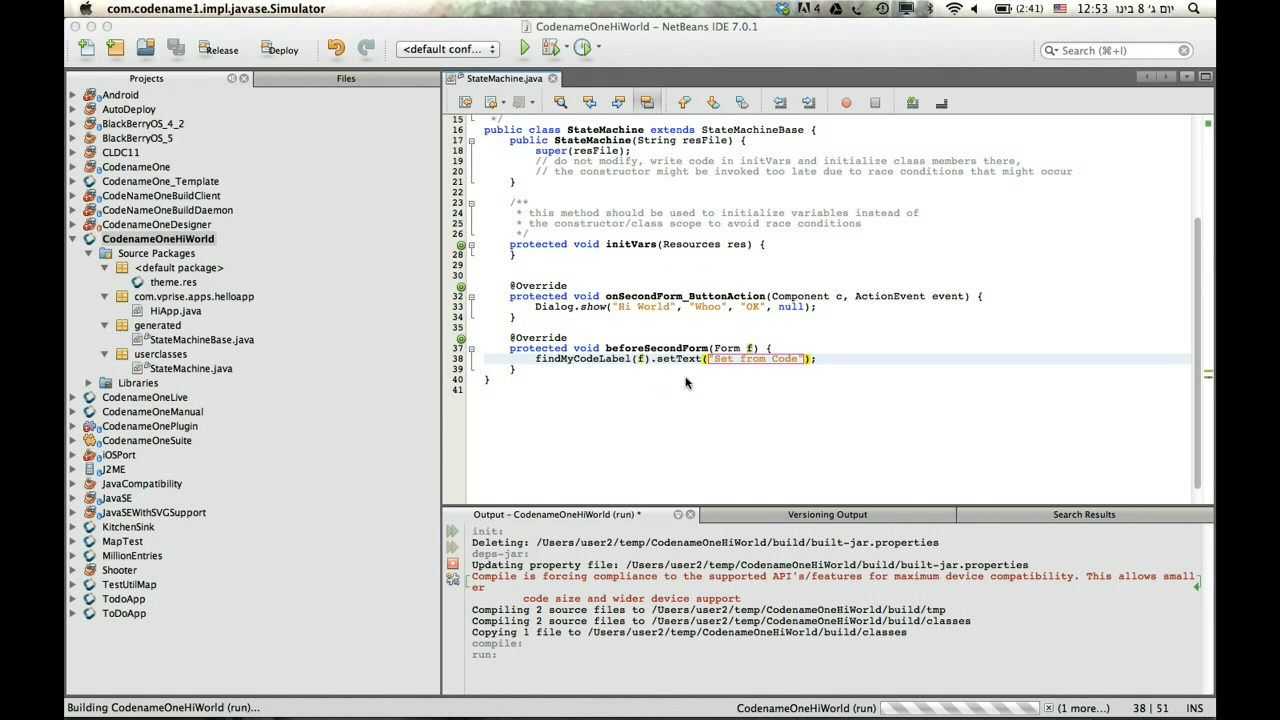 com.codename1.impl.javase.Simulator
4
(2:41)
יום ג׳ 8 בינו 12:53
CodenameOneHiWorld - NetBeans IDE 7.0.1
Release
Deploy
<default conf...
Search (⌘+I)
Projects
Files
StateMachine.java
Android
AutoDeploy
BlackBerryOS_4_2
BlackBerryOS_5
CLDC11
CodenameOne
CodenameOne_Template
CodeNameOneBuildClient
CodeNameOneBuildDaemon
CodenameOneDesigner
CodenameOneHiWorld
Source Packages
<default package>
theme.res
com.vprise.apps.helloapp
HiApp.java
generated
StateMachineBase.java
userclasses
StateMachine.java
Libraries
CodenameOneLive
CodenameOneManual
CodenameOnePlugin
CodenameOneSuite
iOSPort
J2ME
JavaCompatibility
JavaSE
JavaSEWithSVGSupport
KitchenSink
MapTest
MillionEntries
Shooter
TestUtilMap
TodoApp
ToDoApp
15 */
16 public class StateMachine extends StateMachineBase {
17 public StateMachine(String resFile) {
18 super(resFile);
19 // do not modify, write code in initVars and initialize class members there,
20 // the constructor might be invoked too late due to race conditions that might occur
21 }
22
23 /**
24 * this method should be used to initialize variables instead of
25 * the constructor/class scope to avoid race conditions
26 */
protected void initVars(Resources res) {
28 }
29
30
@Override
32 protected void onSecondForm_ButtonAction(Component c, ActionEvent event) {
33 Dialog.show("Hi World", "Whoo", "OK", null);
34 }
35
@Override
37 protected void beforeSecondForm(Form f) {
38 findMyCodeLabel(f).setText("Set from Code");
39 }
40 }
41
Output - CodenameOneHiWorld (run) *
Versioning Output
Search Results
init:
Deleting: /Users/user2/temp/CodenameOneHiWorld/build/built-jar.properties
deps-jar:
Updating property file: /Users/user2/temp/CodenameOneHiWorld/build/built-jar.properties
Compile is forcing compliance to the supported API's/features for maximum device compatibility. This allows small
er
code size and wider device support
Compiling 2 source files to /Users/user2/temp/CodenameOneHiWorld/build/tmp
Compiling 2 source files to /Users/user2/temp/CodenameOneHiWorld/build/classes
Copying 1 file to /Users/user2/temp/CodenameOneHiWorld/build/classes
compile:
run:
Building CodenameOneHiWorld (run)...
CodenameOneHiWorld (run)
(1 more...)
38 | 51
INS